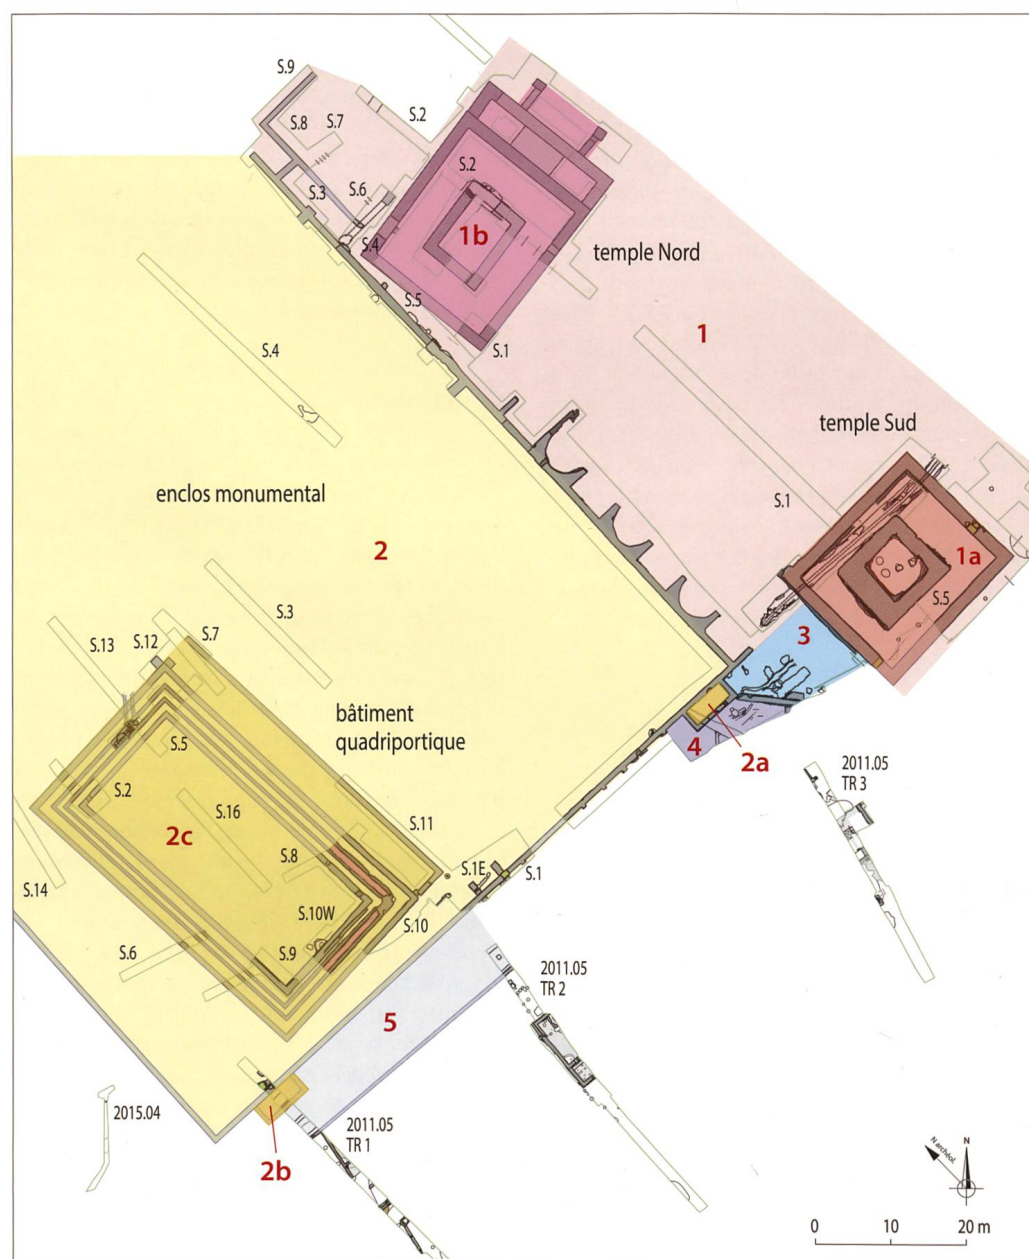 S.9
S.8
S.7
S.2
S.3
S.6
S.2
S.4
1b
temple Nord
S.5
S.1
1
S.4
temple Sud
enclos monumental
S.1
2
1a
S.5
S.3
3
S.13
S.12
S.7
bâtiment
quadriportique
4
2a
S.5
2011.05
TR 3
S.2
S.16
2c
S.11
S.8
S.1E
S.1
S.14
S.10W
S.10
S.6
S.9
2011.05
TR 2
5
2015.04
2011.05
TR 1
2b
N archéol.
N
0 10 20 m